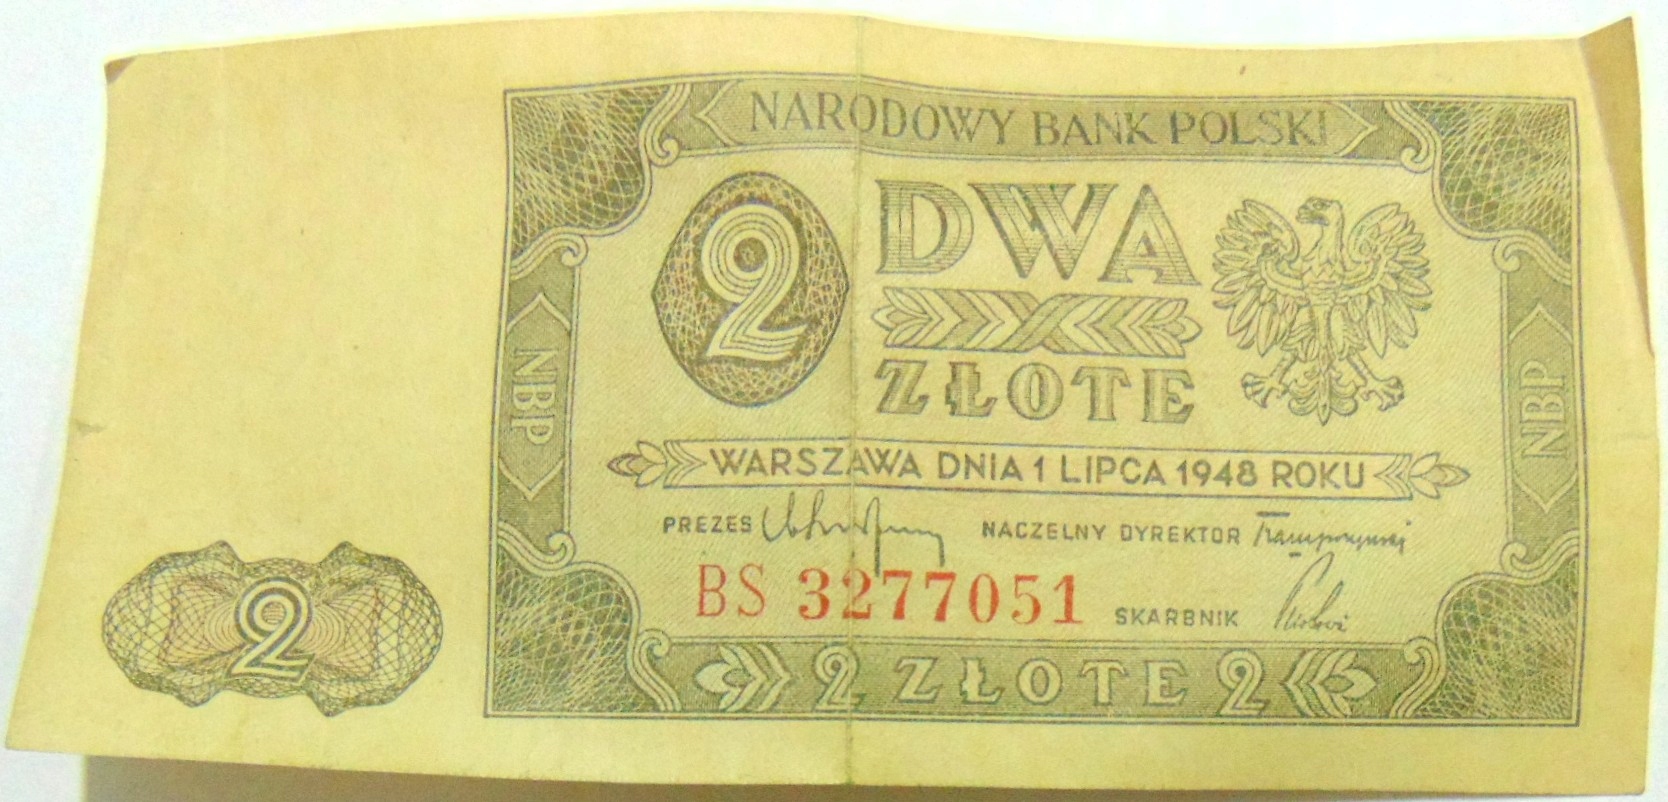 NARODOWY BANK POLSKI
2
DWA
ZŁOTE
NBP
NBP
WARSZAWA DNIA 1 LIPCA 1948 ROKU
PREZES NACZELNY DYREKTOR
BS 3277051 SKARBNIK
2
2 ZŁOTE 2